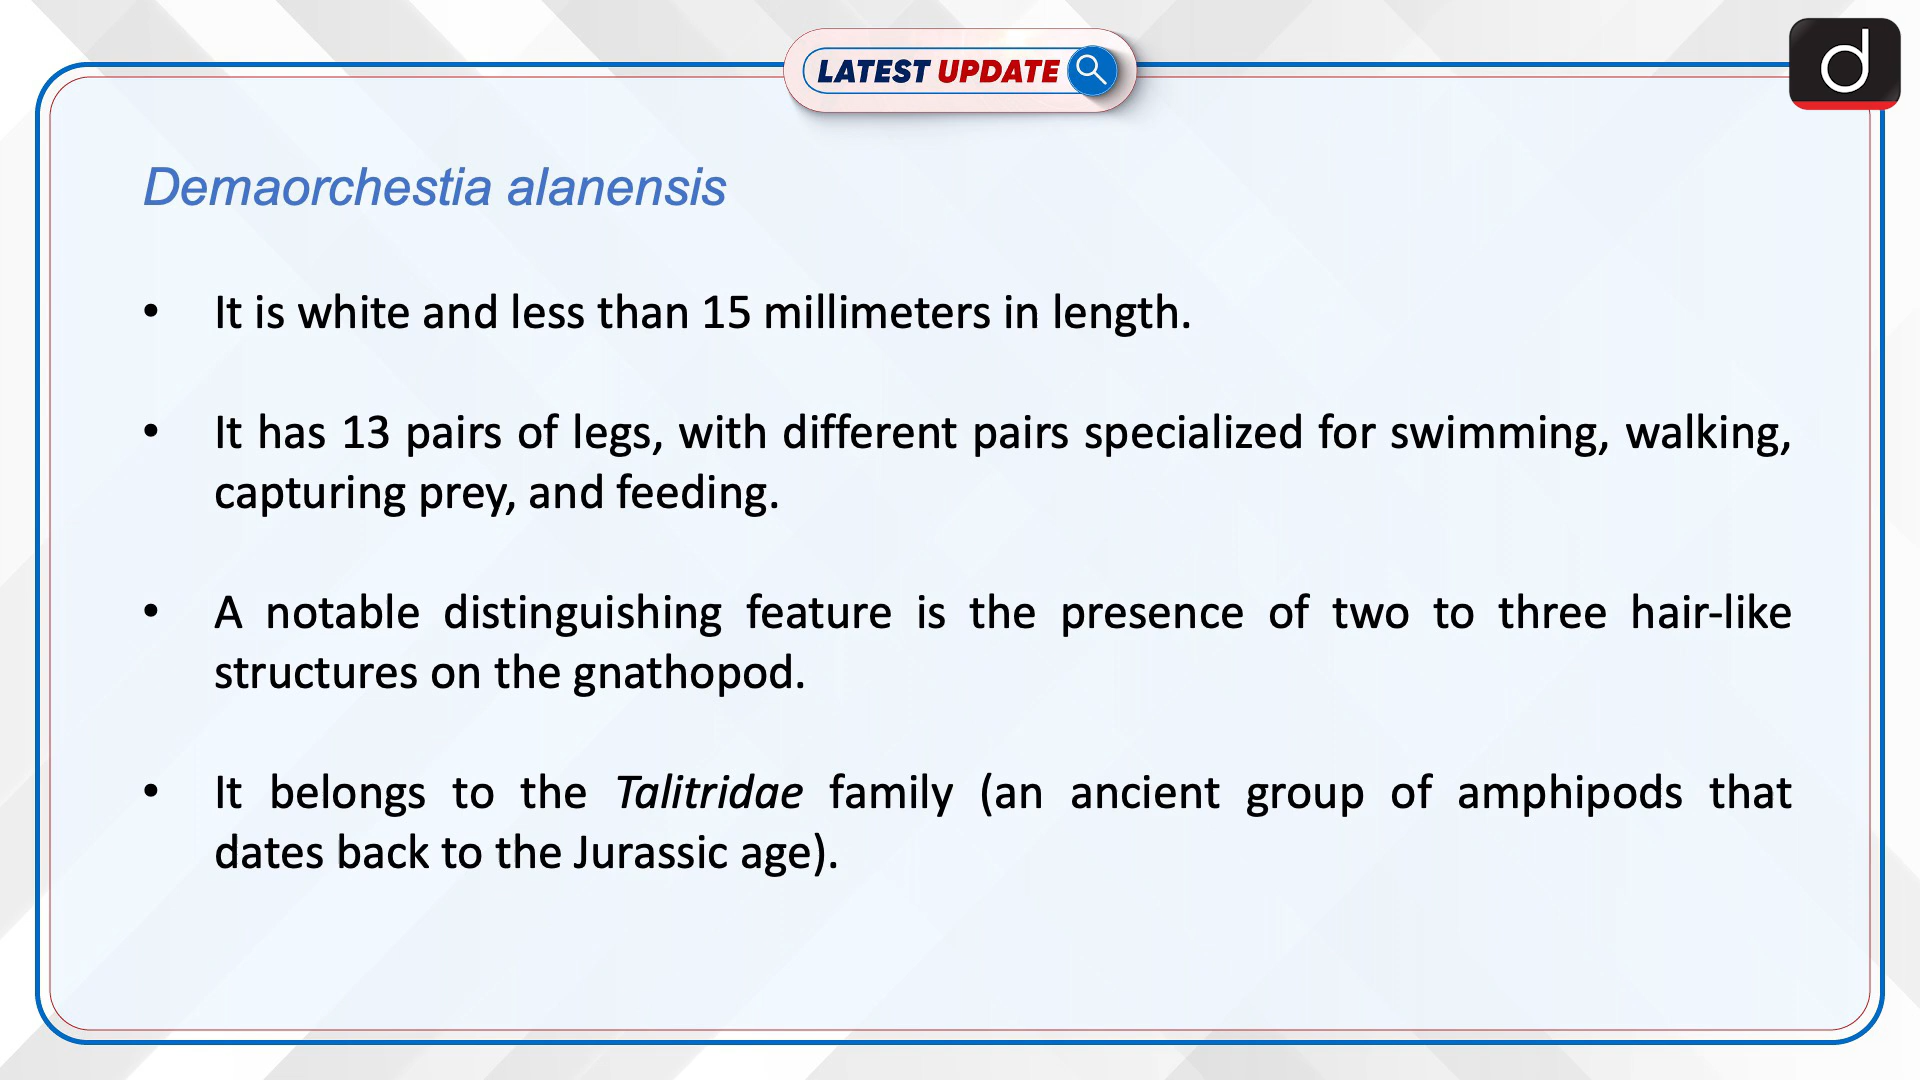 LATEST UPDATE
d
Demaorchestia alanensis
• It is white and less than 15 millimeters in length.
• It has 13 pairs of legs, with different pairs specialized for swimming, walking,
capturing prey, and feeding.
• A notable distinguishing feature is the presence of two to three hair-like
structures on the gnathopod.
• It belongs to the Talitridae family (an ancient group of amphipods that
dates back to the Jurassic age).